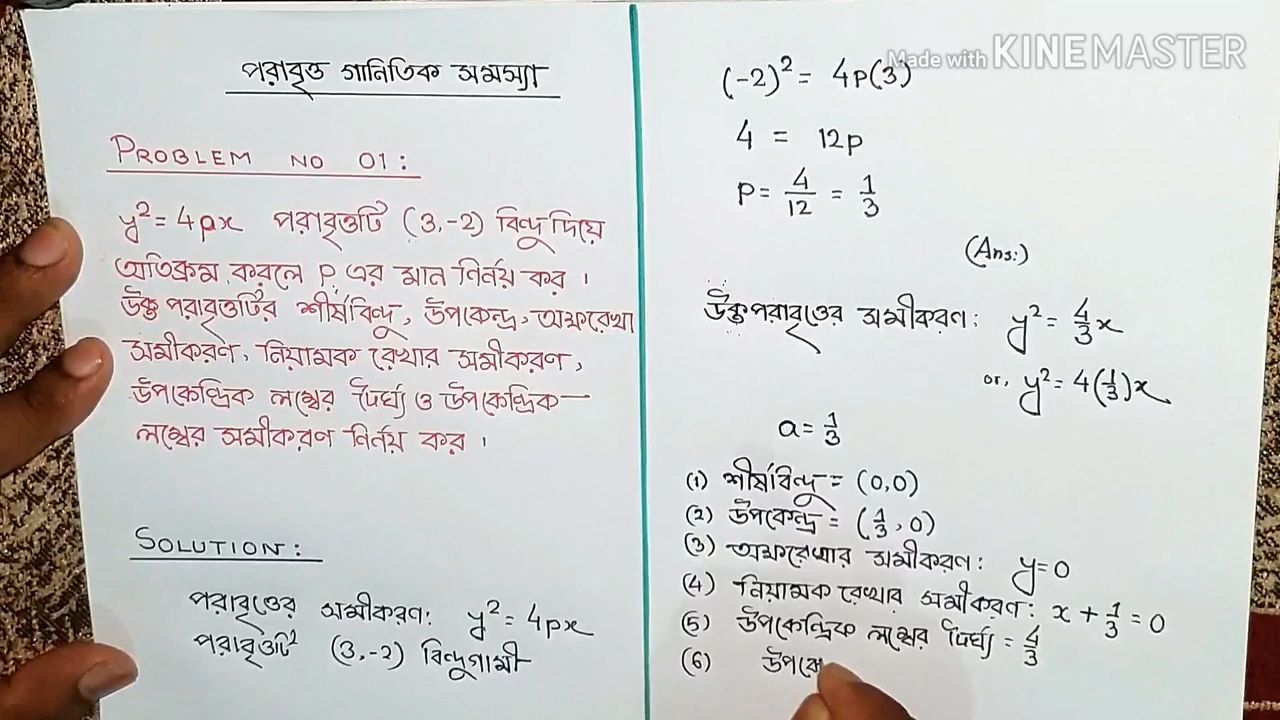 পরাবৃত্ত গানিতিক সমস্যা
PROBLEM NO 01:
y² = 4px পরাবৃত্তটি (3,-2) বিন্দু দিয়ে
অতিক্রম করলে p এর মান নির্নয় কর ।
উক্ত পরাবৃত্তটির শীর্ষবিন্দু, উপকেন্দ্র, অক্ষরেখা
সমীকরণ, নিয়ামক রেখার সমীকরণ,
উপকেন্দ্রিক লম্বের দৈর্ঘ্য ও উপকেন্দ্রিক—
লম্বের সমীকরণ নির্নয় কর ।
SOLUTION:
পরাবৃত্তের সমীকরণ: y² = 4px
পরাবৃত্তটি (3,-2) বিন্দুগামী
Made with KINEMASTER
(-2)² = 4p(3)
4 = 12p
p = 4/12 = 1/3
(Ans:)
উক্ত পরাবৃত্তের সমীকরণ: y² = 4/3 x
or, y² = 4(1/3)x
a = 1/3
(1) শীর্ষবিন্দু = (0,0)
(2) উপকেন্দ্র = (1/3, 0)
(3) অক্ষরেখার সমীকরণ: y=0
(4) নিয়ামক রেখার সমীকরণ: x + 1/3 = 0
(5) উপকেন্দ্রিক লম্বের দৈর্ঘ্য = 4/3
(6) উপকে